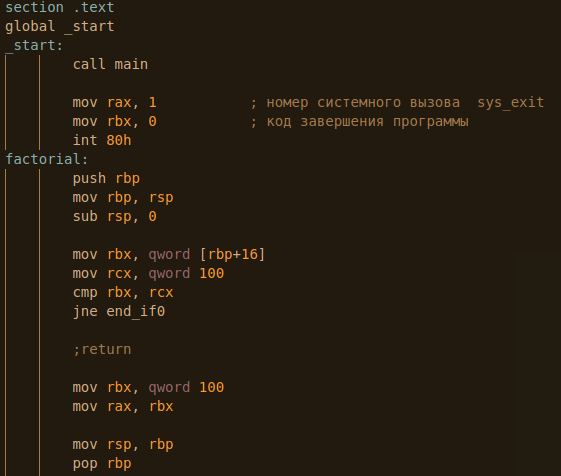 section .text
global _start
_start:
call main
mov rax, 1 ; номер системного вызова sys_exit
mov rbx, 0 ; код завершения программы
int 80h
factorial:
push rbp
mov rbp, rsp
sub rsp, 0
mov rbx, qword [rbp+16]
mov rcx, qword 100
cmp rbx, rcx
jne end_if0
;return
mov rbx, qword 100
mov rax, rbx
mov rsp, rbp
pop rbp